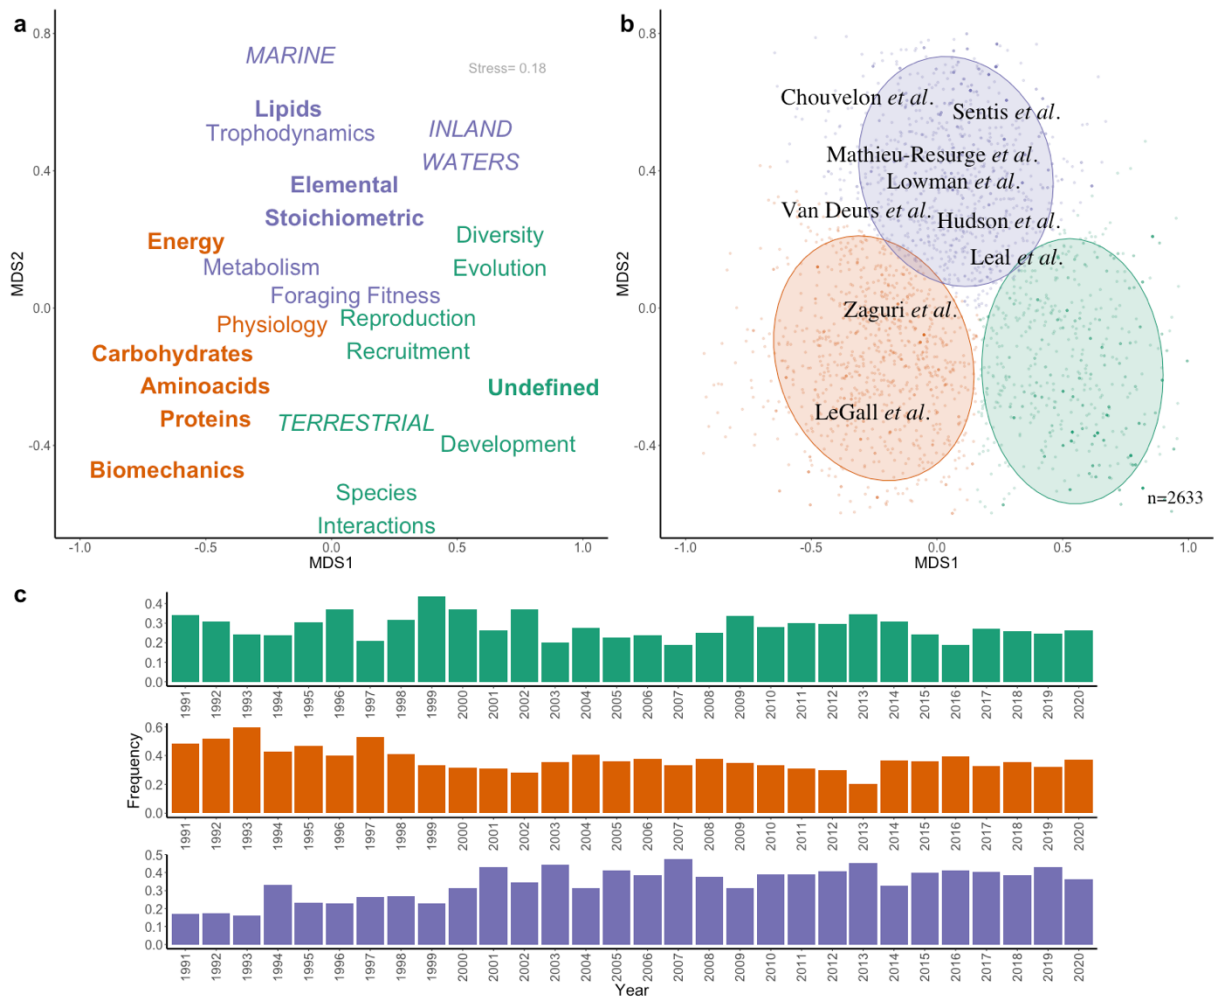 a
0.8
0.4
0.0
-0.4
MDS2
MARINE
Stress= 0.18
Lipids
Trophodynamics
INLAND
WATERS
Elemental
Stoichiometric
Energy
Diversity
Metabolism
Evolution
Foraging Fitness
Physiology
Reproduction
Carbohydrates
Recruitment
Aminoacids
Undefined
Proteins
TERRESTRIAL
Development
Biomechanics
Species
Interactions
-1.0 -0.5 0.0 0.5 1.0
MDS1
b
0.8
0.4
0.0
-0.4
MDS2
Chouvelon et al.
Sentis et al.
Mathieu-Resurge et al.
Lowman et al.
Van Deurs et al.
Hudson et al.
Leal et al.
Zaguri et al.
LeGall et al.
n=2633
-1.0 -0.5 0.0 0.5 1.0
MDS1
c
Frequency
0.4
0.3
0.2
0.1
0.0
1991 1992 1993 1994 1995 1996 1997 1998 1999 2000 2001 2002 2003 2004 2005 2006 2007 2008 2009 2010 2011 2012 2013 2014 2015 2016 2017 2018 2019 2020
0.6
0.4
0.2
0.0
1991 1992 1993 1994 1995 1996 1997 1998 1999 2000 2001 2002 2003 2004 2005 2006 2007 2008 2009 2010 2011 2012 2013 2014 2015 2016 2017 2018 2019 2020
0.5
0.4
0.3
0.2
0.1
0.0
1991 1992 1993 1994 1995 1996 1997 1998 1999 2000 2001 2002 2003 2004 2005 2006 2007 2008 2009 2010 2011 2012 2013 2014 2015 2016 2017 2018 2019 2020
Year